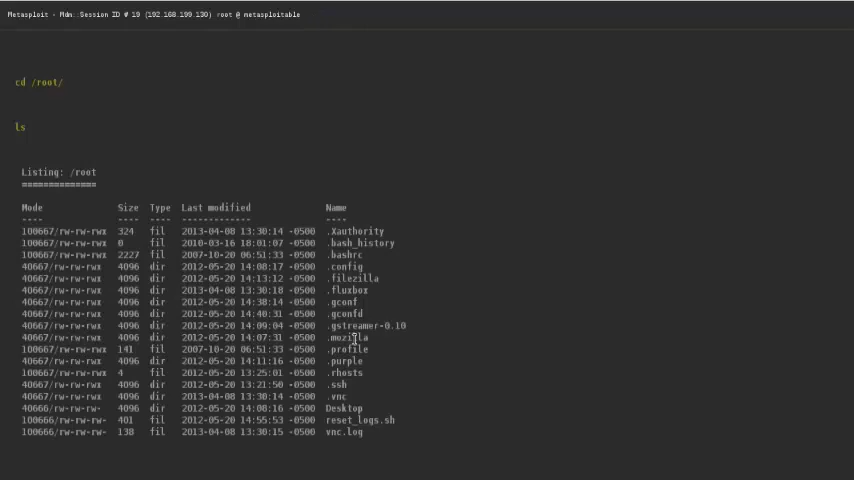 Metasploit - Mdm::Session ID # 19 (192.168.199.130) root @ metasploitable
cd /root/
ls
Listing: /root
==============
Mode Size Type Last modified Name
---- ---- ---- ------------- ----
100667/rw-rw-rwx 324 fil 2013-04-08 13:30:14 -0500 .Xauthority
100667/rw-rw-rwx 0 fil 2010-03-16 18:01:07 -0500 .bash_history
100667/rw-rw-rwx 2227 fil 2007-10-20 06:51:33 -0500 .bashrc
40667/rw-rw-rwx 4096 dir 2012-05-20 14:08:17 -0500 .config
40667/rw-rw-rwx 4096 dir 2012-05-20 14:13:12 -0500 .filezilla
40667/rw-rw-rwx 4096 dir 2013-04-08 13:30:18 -0500 .fluxbox
40667/rw-rw-rwx 4096 dir 2012-05-20 14:38:14 -0500 .gconf
40667/rw-rw-rwx 4096 dir 2012-05-20 14:40:31 -0500 .gconfd
40667/rw-rw-rwx 4096 dir 2012-05-20 14:09:04 -0500 .gstreamer-0.10
40667/rw-rw-rwx 4096 dir 2012-05-20 14:07:31 -0500 .mozilla
100667/rw-rw-rwx 141 fil 2007-10-20 06:51:33 -0500 .profile
40667/rw-rw-rwx 4096 dir 2012-05-20 14:11:16 -0500 .purple
100667/rw-rw-rwx 4 fil 2012-05-20 13:25:01 -0500 .rhosts
40667/rw-rw-rwx 4096 dir 2012-05-20 13:21:50 -0500 .ssh
40667/rw-rw-rwx 4096 dir 2013-04-08 13:30:14 -0500 .vnc
40666/rw-rw-rw- 4096 dir 2012-05-20 14:08:16 -0500 Desktop
100666/rw-rw-rw- 401 fil 2012-05-20 14:55:53 -0500 reset_logs.sh
100666/rw-rw-rw- 138 fil 2013-04-08 13:30:15 -0500 vnc.log